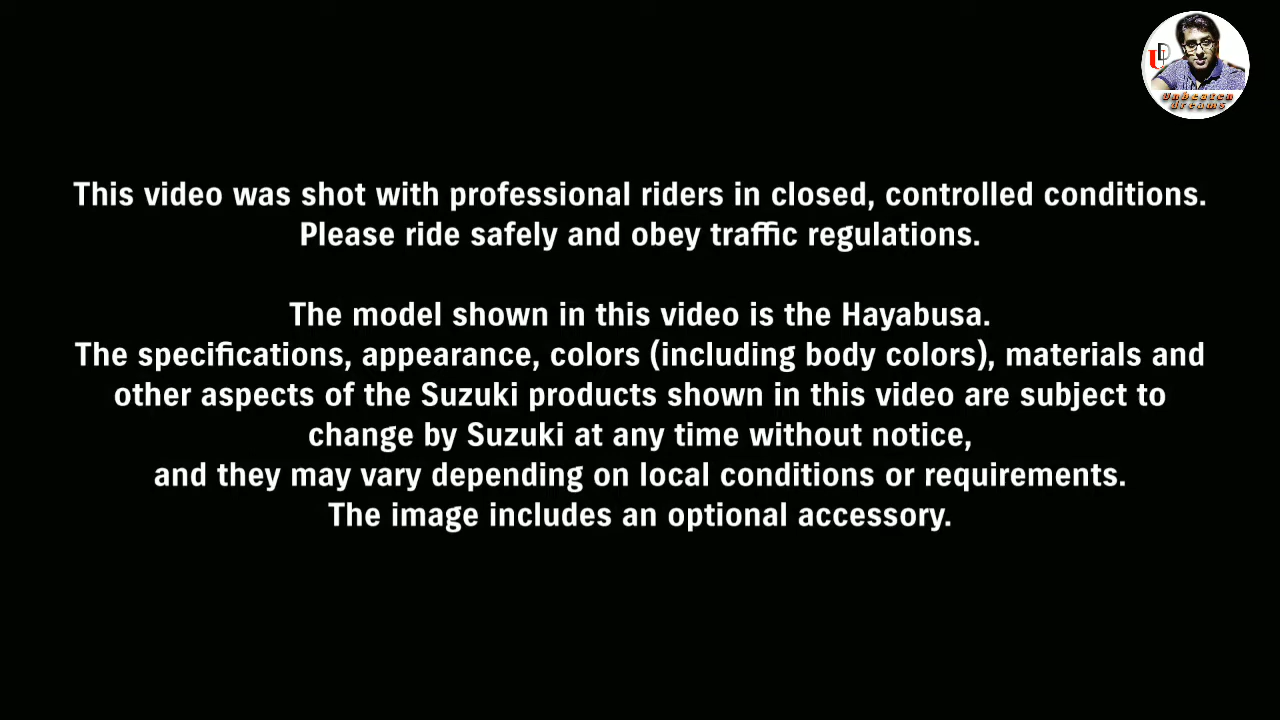 UD
Unbeaten
dreams
This video was shot with professional riders in closed, controlled conditions.
Please ride safely and obey traffic regulations.
The model shown in this video is the Hayabusa.
The specifications, appearance, colors (including body colors), materials and
other aspects of the Suzuki products shown in this video are subject to
change by Suzuki at any time without notice,
and they may vary depending on local conditions or requirements.
The image includes an optional accessory.